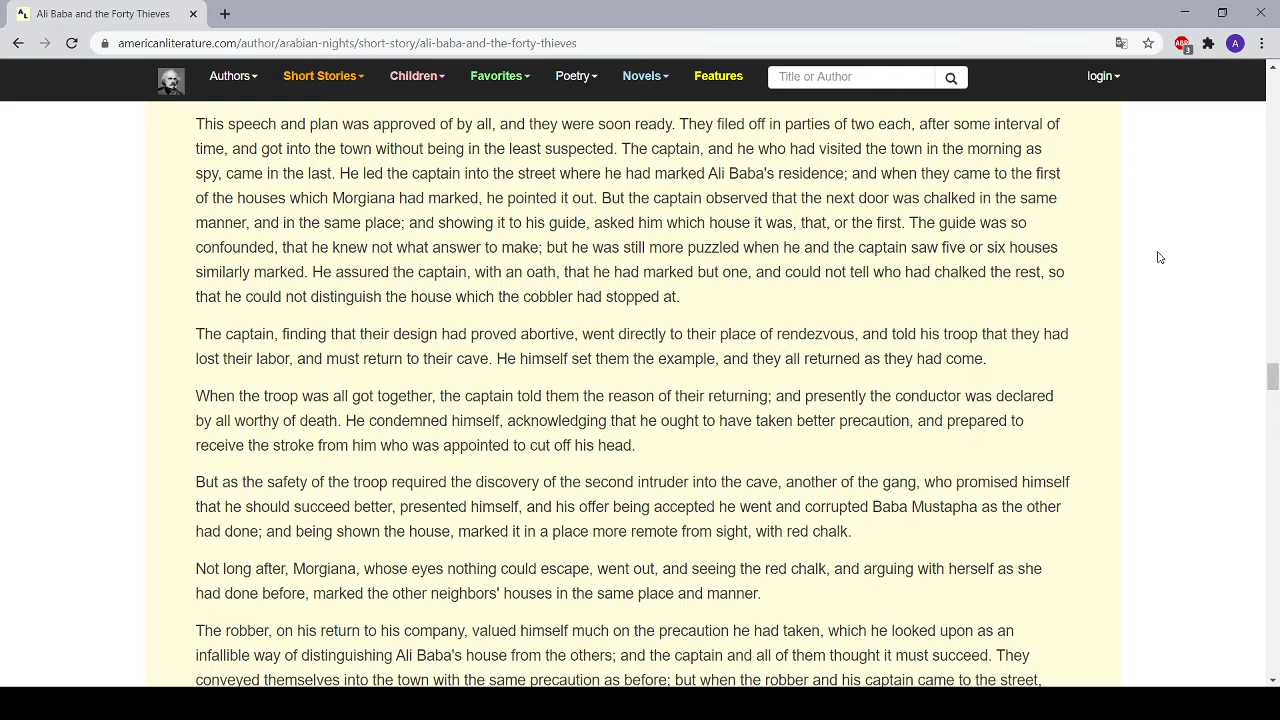 Ali Baba and the Forty Thieves
americanliterature.com/author/arabian-nights/short-story/ali-baba-and-the-forty-thieves
ABP
3
A
Authors Short Stories Children Favorites Poetry Novels Features Title or Author login
This speech and plan was approved of by all, and they were soon ready. They filed off in parties of two each, after some interval of
time, and got into the town without being in the least suspected. The captain, and he who had visited the town in the morning as
spy, came in the last. He led the captain into the street where he had marked Ali Baba's residence; and when they came to the first
of the houses which Morgiana had marked, he pointed it out. But the captain observed that the next door was chalked in the same
manner, and in the same place; and showing it to his guide, asked him which house it was, that, or the first. The guide was so
confounded, that he knew not what answer to make; but he was still more puzzled when he and the captain saw five or six houses
similarly marked. He assured the captain, with an oath, that he had marked but one, and could not tell who had chalked the rest, so
that he could not distinguish the house which the cobbler had stopped at.
The captain, finding that their design had proved abortive, went directly to their place of rendezvous, and told his troop that they had
lost their labor, and must return to their cave. He himself set them the example, and they all returned as they had come.
When the troop was all got together, the captain told them the reason of their returning; and presently the conductor was declared
by all worthy of death. He condemned himself, acknowledging that he ought to have taken better precaution, and prepared to
receive the stroke from him who was appointed to cut off his head.
But as the safety of the troop required the discovery of the second intruder into the cave, another of the gang, who promised himself
that he should succeed better, presented himself, and his offer being accepted he went and corrupted Baba Mustapha as the other
had done; and being shown the house, marked it in a place more remote from sight, with red chalk.
Not long after, Morgiana, whose eyes nothing could escape, went out, and seeing the red chalk, and arguing with herself as she
had done before, marked the other neighbors' houses in the same place and manner.
The robber, on his return to his company, valued himself much on the precaution he had taken, which he looked upon as an
infallible way of distinguishing Ali Baba's house from the others; and the captain and all of them thought it must succeed. They
conveyed themselves into the town with the same precaution as before; but when the robber and his captain came to the street,